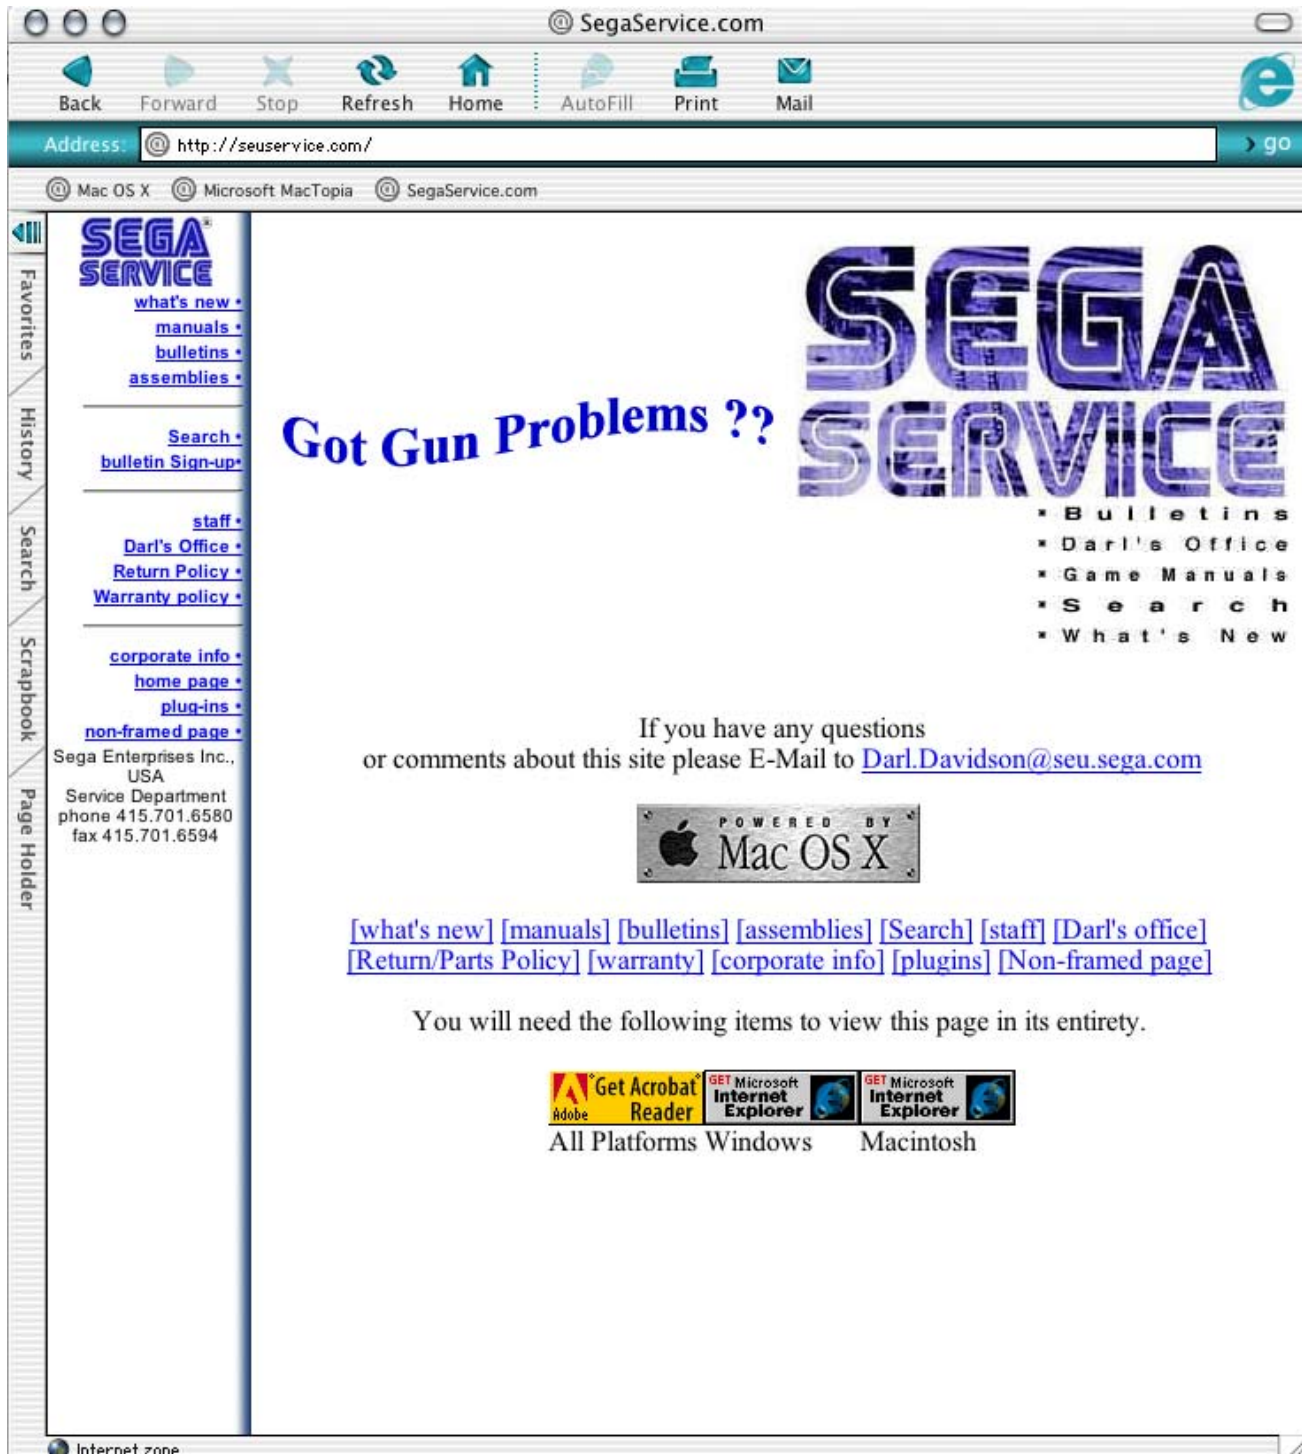 SegaService.com
Back Forward Stop Refresh Home AutoFill Print Mail
Address: http://seuservice.com/ go
Mac OS X Microsoft MacTopia SegaService.com
Favorites
History
Search
Scrapbook
Page Holder
SEGA®
SERVICE
what's new •
manuals •
bulletins •
assemblies •
Search •
bulletin Sign-up•
staff •
Darl's Office •
Return Policy •
Warranty policy •
corporate info •
home page •
plug-ins •
non-framed page •
Sega Enterprises Inc.,
USA
Service Department
phone 415.701.6580
fax 415.701.6594
Got Gun Problems ??
SEGA
SERVICE
Bulletins
Darl's Office
Game Manuals
Search
What's New
If you have any questions
or comments about this site please E-Mail to Darl.Davidson@seu.sega.com
POWERED BY
Mac OS X
[what's new] [manuals] [bulletins] [assemblies] [Search] [staff] [Darl's office]
[Return/Parts Policy] [warranty] [corporate info] [plugins] [Non-framed page]
You will need the following items to view this page in its entirety.
Adobe Get Acrobat Reader
GET Microsoft Internet Explorer
GET Microsoft Internet Explorer
All Platforms Windows Macintosh
Internet zone